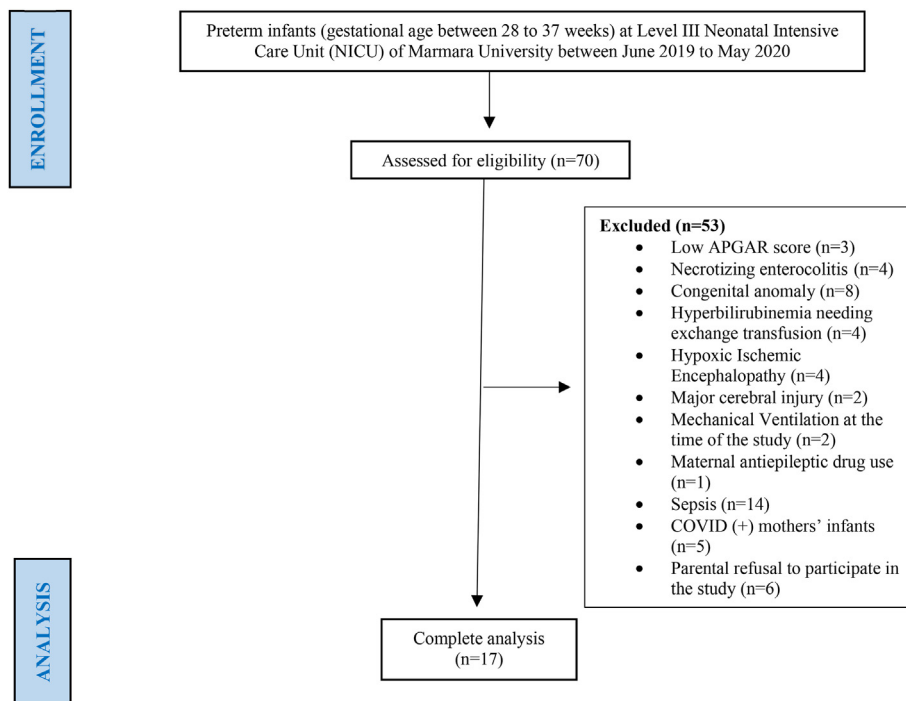 ENROLLMENT
Preterm infants (gestational age between 28 to 37 weeks) at Level III Neonatal Intensive
Care Unit (NICU) of Marmara University between June 2019 to May 2020
Assessed for eligibility (n=70)
Excluded (n=53)
• Low APGAR score (n=3)
• Necrotizing enterocolitis (n=4)
• Congenital anomaly (n=8)
• Hyperbilirubinemia needing
exchange transfusion (n=4)
• Hypoxic Ischemic
Encephalopathy (n=4)
• Major cerebral injury (n=2)
• Mechanical Ventilation at the
time of the study (n=2)
• Maternal antiepileptic drug use
(n=1)
• Sepsis (n=14)
• COVID (+) mothers’ infants
(n=5)
• Parental refusal to participate in
the study (n=6)
ANALYSIS
Complete analysis
(n=17)